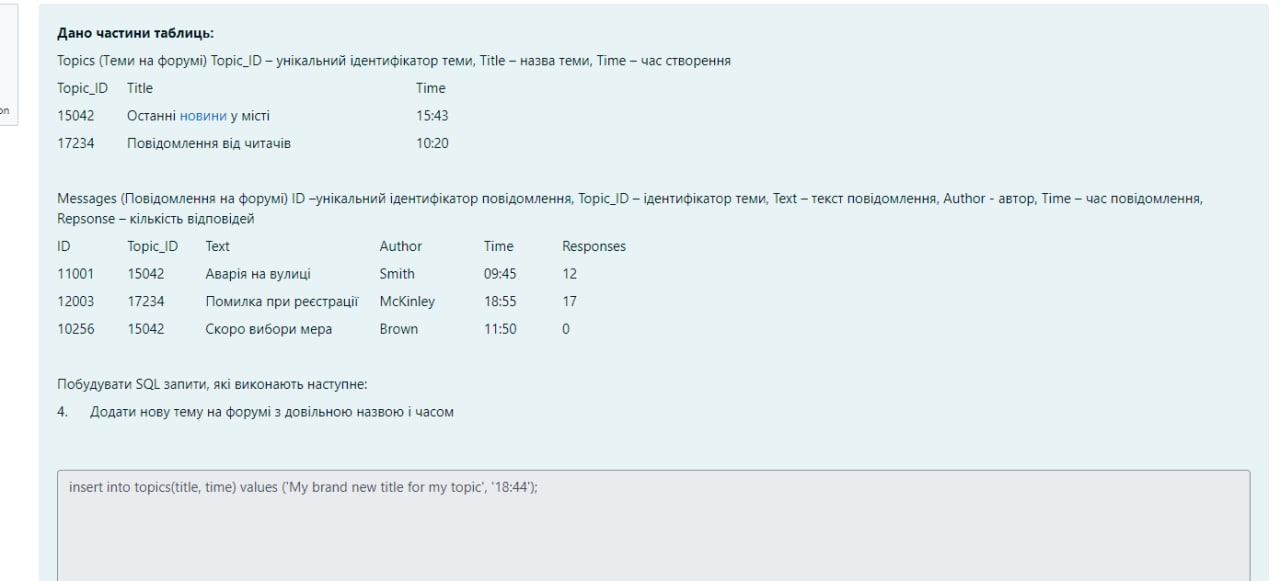 on
Дано частини таблиць:
Topics (Теми на форумі) Topic_ID – унікальний ідентифікатор теми, Title – назва теми, Time – час створення
Topic_ID Title Time
15042 Останні новини у місті 15:43
17234 Повідомлення від читачів 10:20
Messages (Повідомлення на форумі) ID –унікальний ідентифікатор повідомлення, Topic_ID – ідентифікатор теми, Text – текст повідомлення, Author - автор, Time – час повідомлення,
Repsonse – кількість відповідей
ID Topic_ID Text Author Time Responses
11001 15042 Аварія на вулиці Smith 09:45 12
12003 17234 Помилка при реєстрації McKinley 18:55 17
10256 15042 Скоро вибори мера Brown 11:50 0
Побудувати SQL запити, які виконають наступне:
4. Додати нову тему на форумі з довільною назвою і часом
insert into topics(title, time) values ('My brand new title for my topic', '18:44');